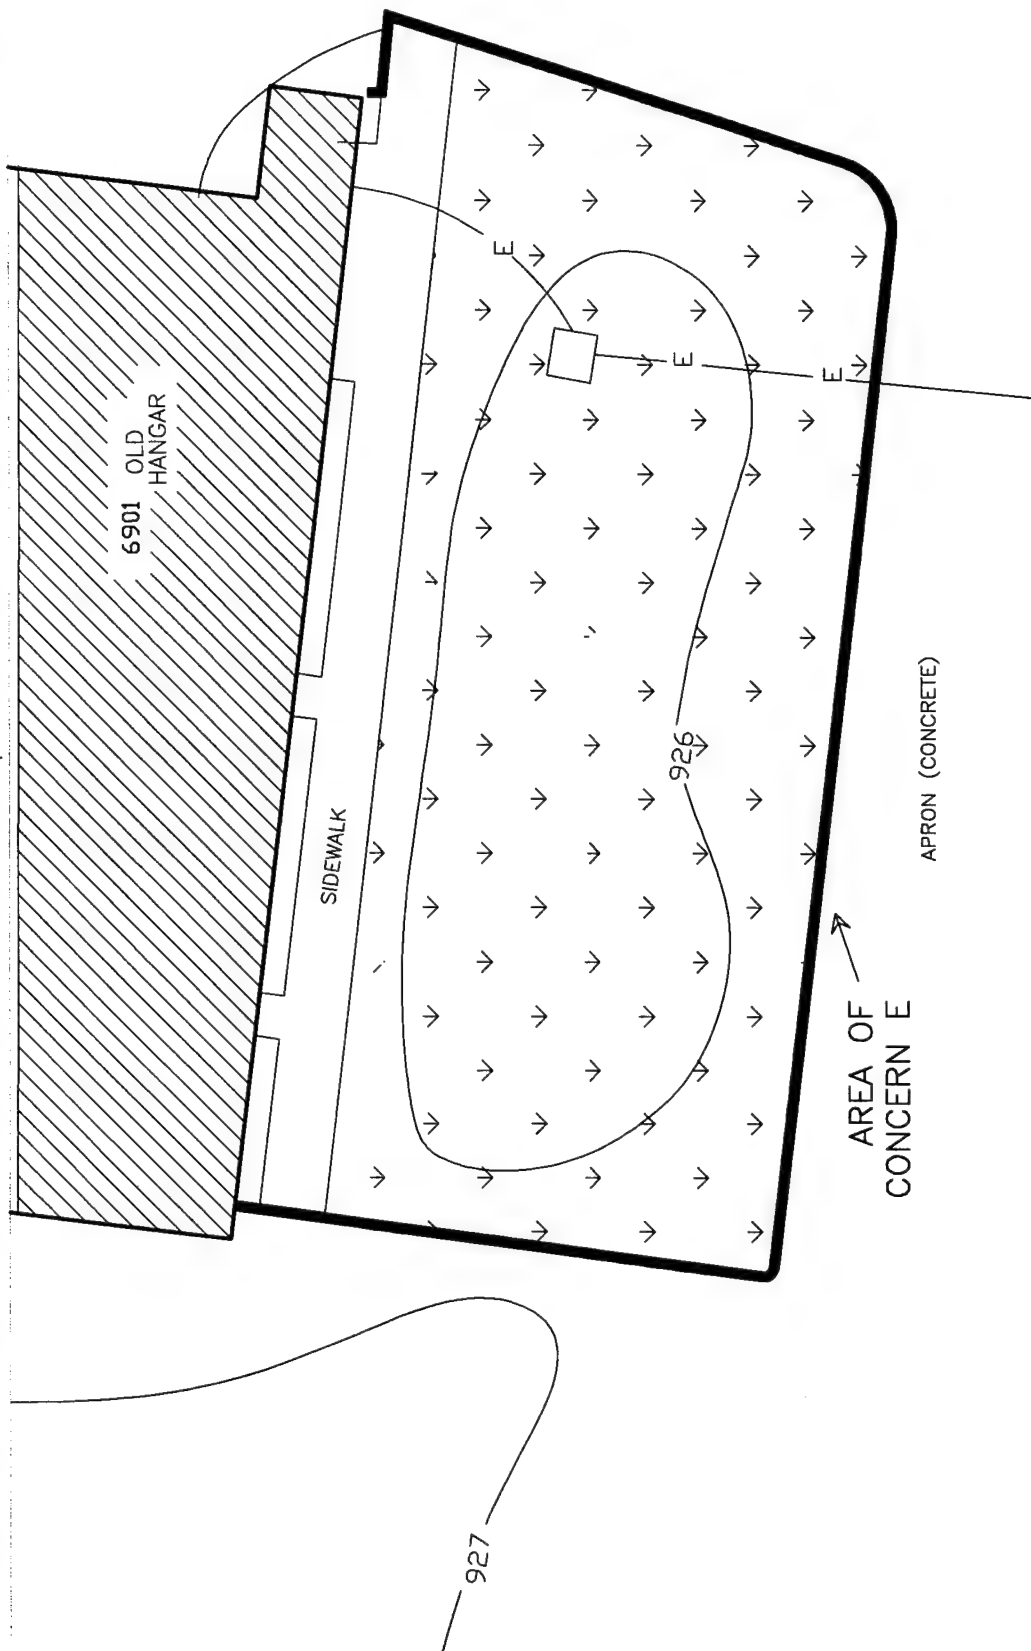 6901 OLD
HANGAR
SIDEWALK
E
E
E
926
927
APRON (CONCRETE)
AREA OF
CONCERN E